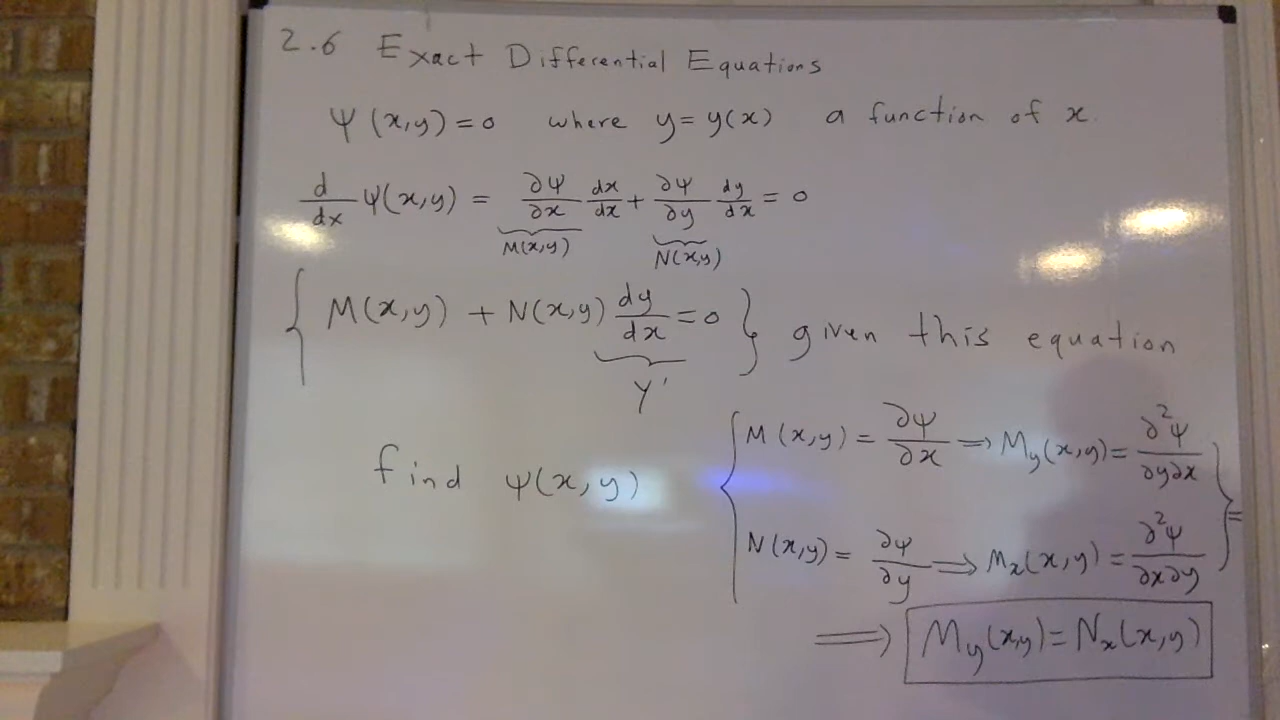 2.6 Exact Differential Equations
Ψ(x,y)=0 where y=y(x) a function of x.
d/dx Ψ(x,y) = ∂Ψ/∂x dx/dx + ∂Ψ/∂y dy/dx = 0
M(x,y) N(x,y)
{ M(x,y) + N(x,y) dy/dx = 0 } given this equation
y'
find Ψ(x,y)
{ M(x,y) = ∂Ψ/∂x ⇒ My(x,y) = ∂²Ψ/∂y∂x
N(x,y) = ∂Ψ/∂y ⇒ Mx(x,y) = ∂²Ψ/∂x∂y } =
⇒ My(x,y) = Nx(x,y)